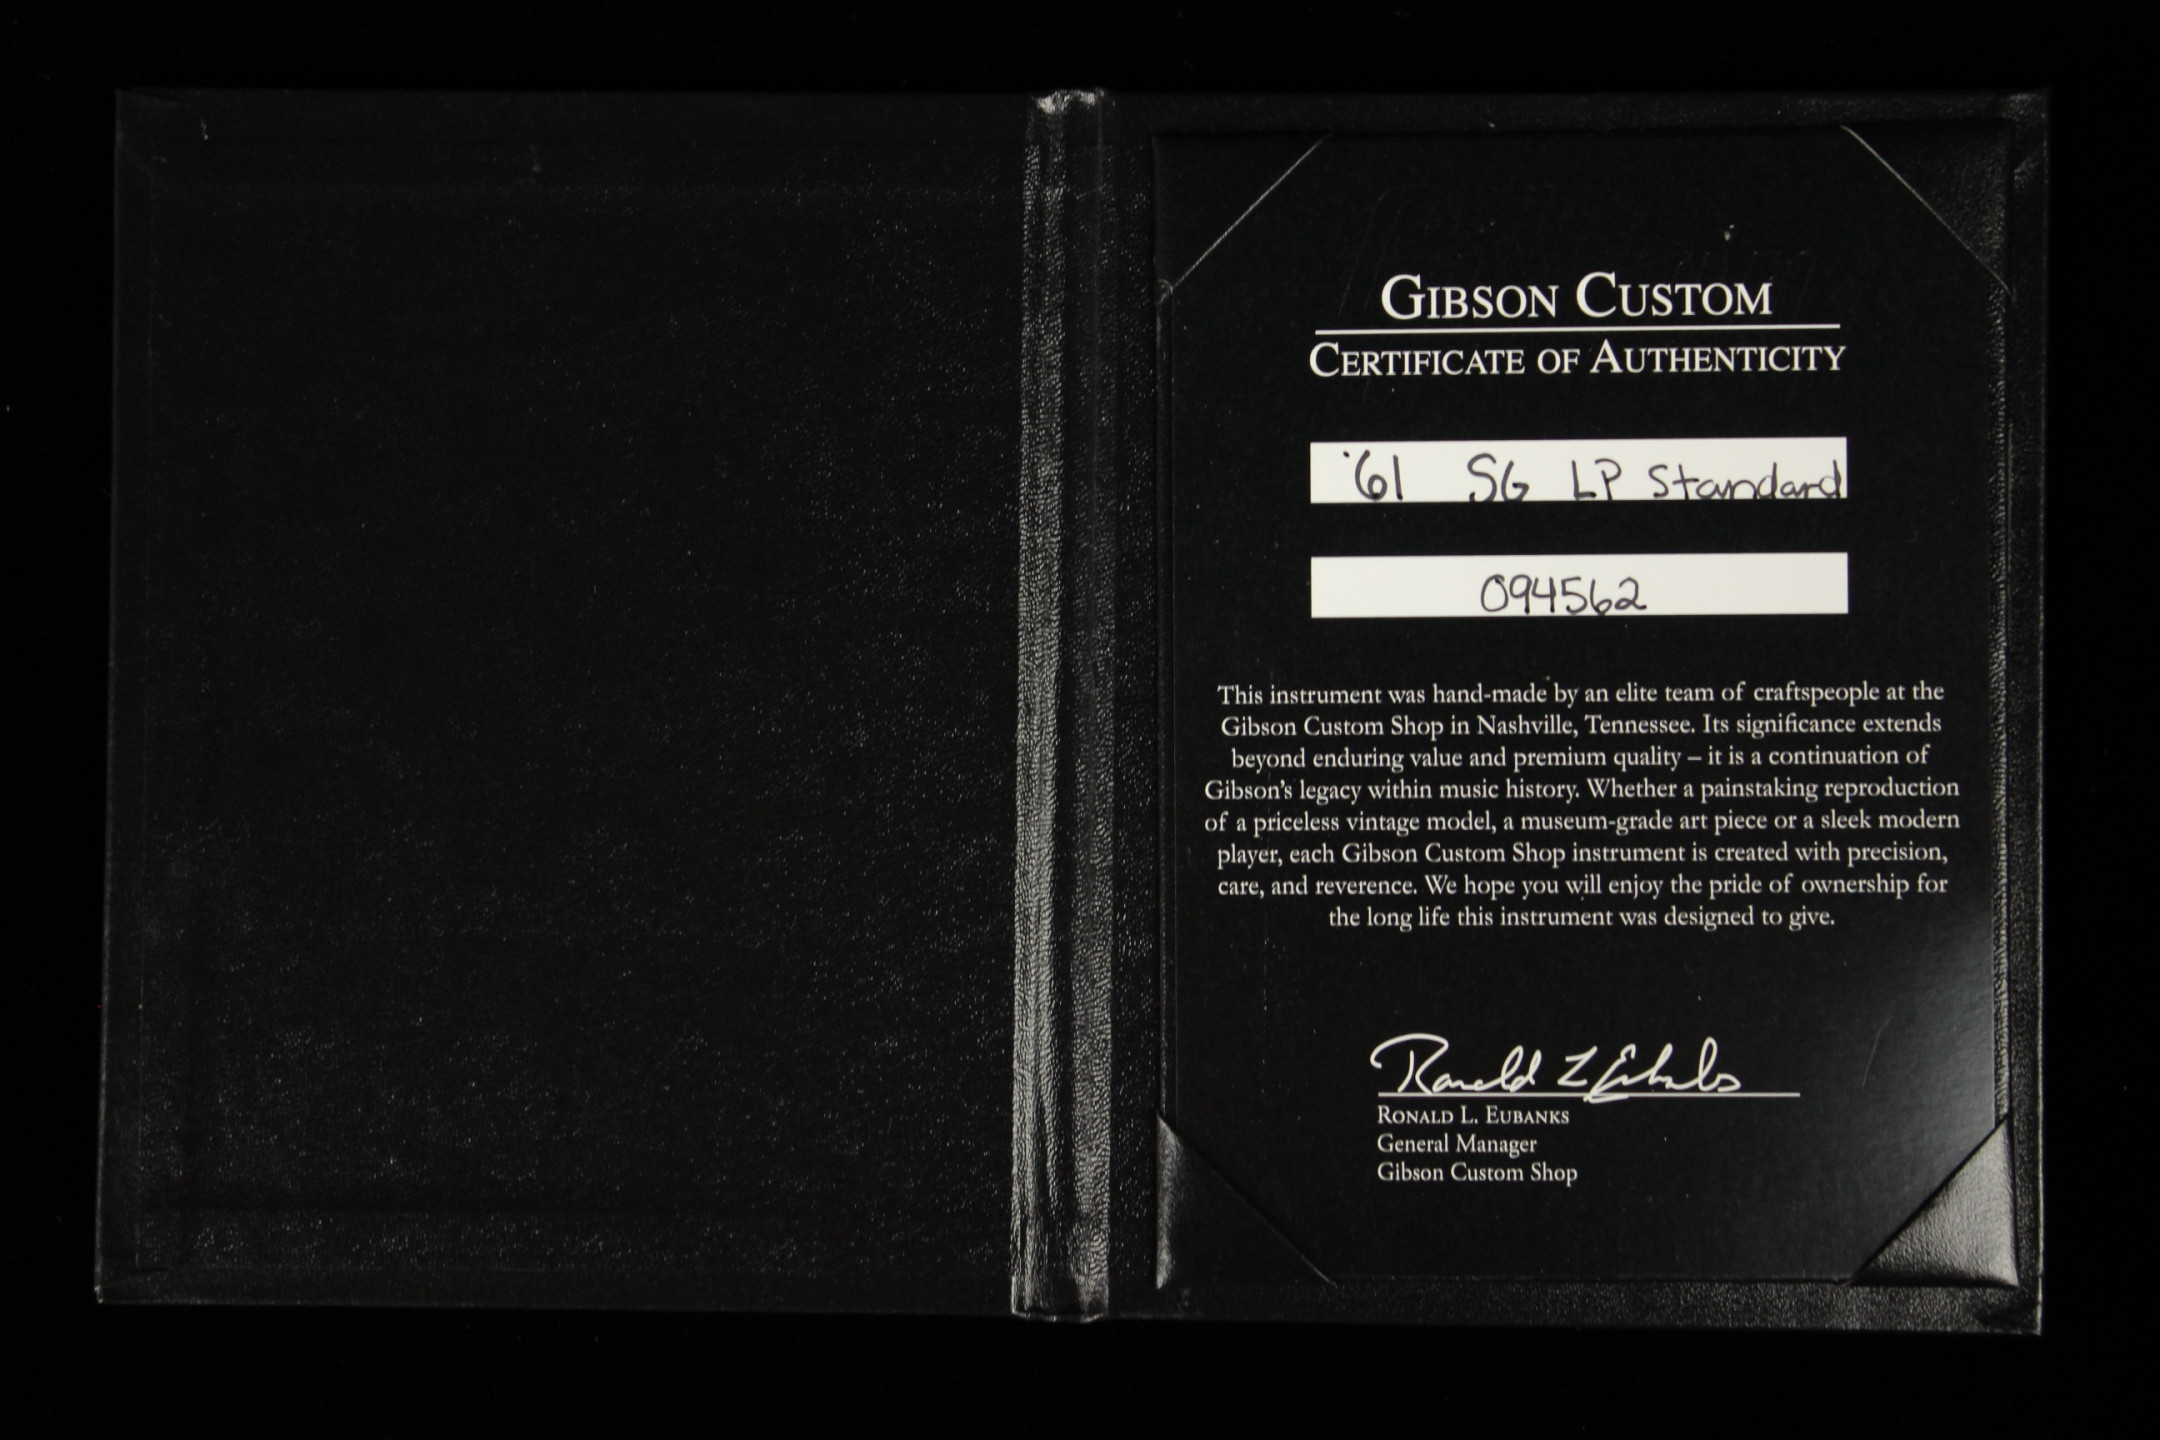 GIBSON CUSTOM
CERTIFICATE OF AUTHENTICITY
'61 SG LP Standard
094562
This instrument was hand-made by an elite team of craftspeople at the
Gibson Custom Shop in Nashville, Tennessee. Its significance extends
beyond enduring value and premium quality – it is a continuation of
Gibson's legacy within music history. Whether a painstaking reproduction
of a priceless vintage model, a museum-grade art piece or a sleek modern
player, each Gibson Custom Shop instrument is created with precision,
care, and reverence. We hope you will enjoy the pride of ownership for
the long life this instrument was designed to give.
Ronald L Eubanks
RONALD L. EUBANKS
General Manager
Gibson Custom Shop